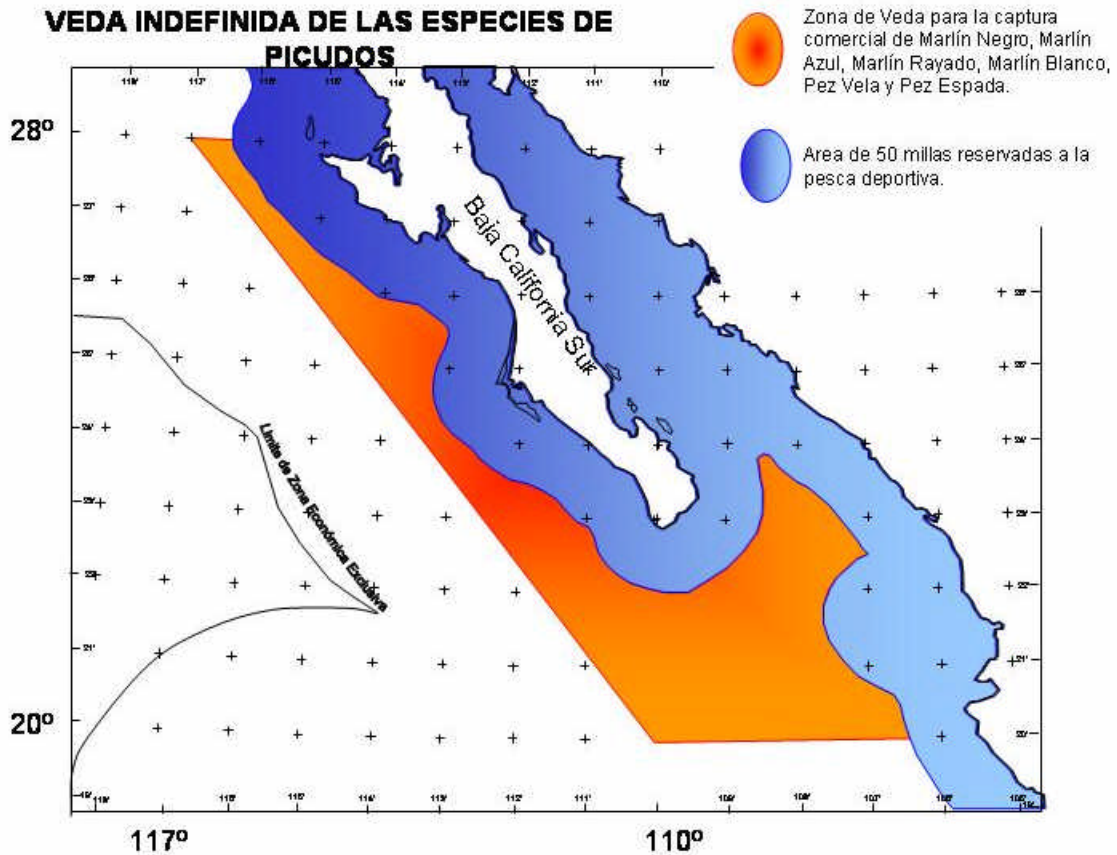 VEDA INDEFINIDA DE LAS ESPECIES DE
PICUDOS
Zona de Veda para la captura
comercial de Marlín Negro, Marlín
Azul, Marlín Rayado, Marlín Blanco,
Pez Vela y Pez Espada.
Area de 50 millas reservadas a la
pesca deportiva.
28º
Baja California Sur
Limite de Zona Económica Exclusiva
20º
117º
110º